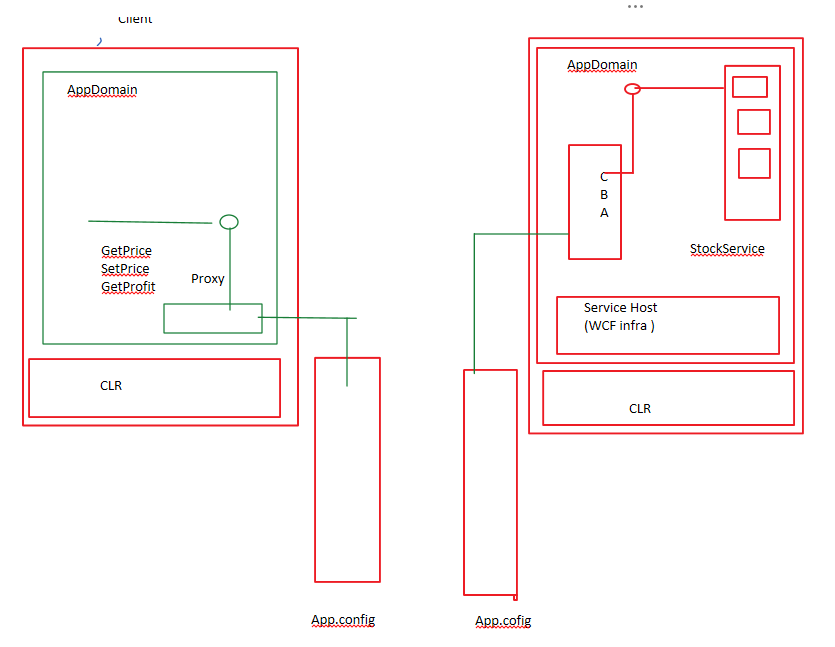 Client
AppDomain
GetPrice
SetPrice
GetProfit
Proxy
CLR
App.config
AppDomain
C
B
A
StockService
Service Host
(WCF infra )
CLR
App.cofig